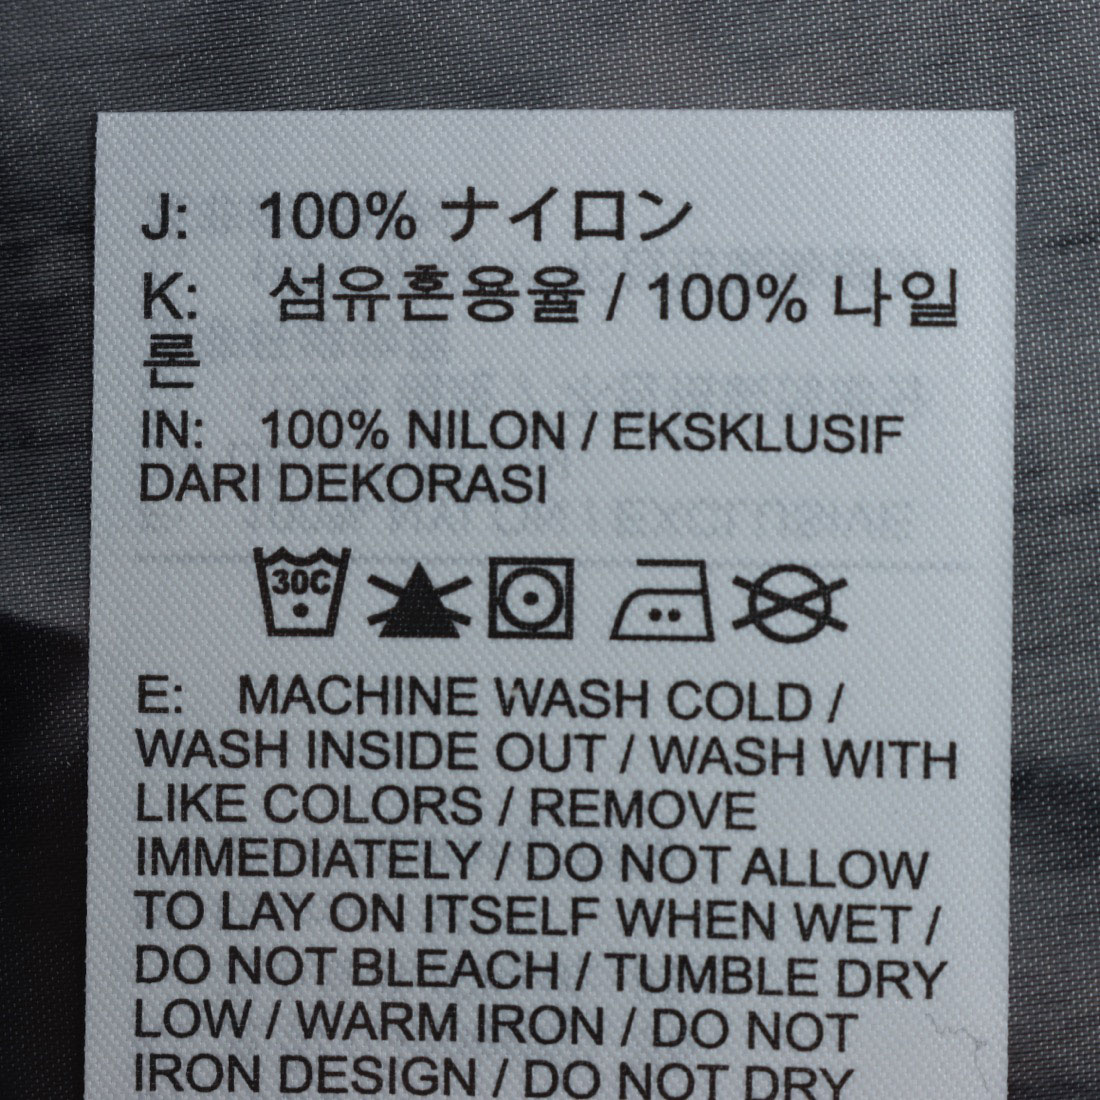 J: 100% ナイロン
K: 섬유혼용율 / 100% 나일
론
IN: 100% NILON / EKSKLUSIF
DARI DEKORASI
30C
E: MACHINE WASH COLD /
WASH INSIDE OUT / WASH WITH
LIKE COLORS / REMOVE
IMMEDIATELY / DO NOT ALLOW
TO LAY ON ITSELF WHEN WET /
DO NOT BLEACH / TUMBLE DRY
LOW / WARM IRON / DO NOT
IRON DESIGN / DO NOT DRY